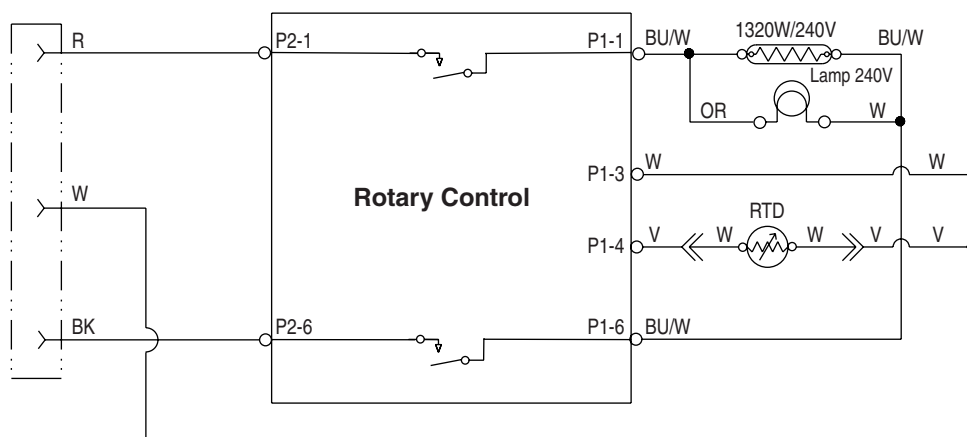 R P2-1 P1-1 BU/W 1320W/240V BU/W
Lamp 240V
OR W
P1-3 W W
W Rotary Control
RTD
P1-4 V W W V V
BK P2-6 P1-6 BU/W